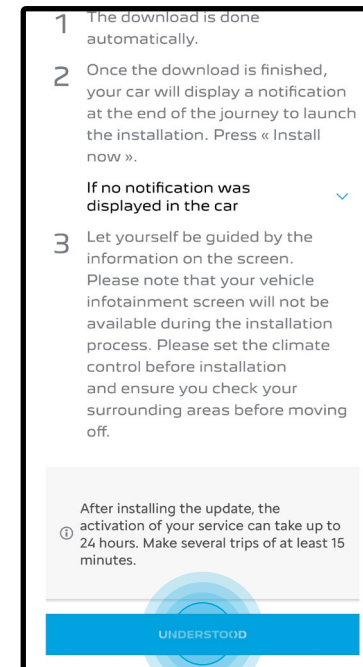 1 The download is done
automatically.
2 Once the download is finished,
your car will display a notification
at the end of the journey to launch
the installation. Press « Install
now ».
If no notification was
displayed in the car
3 Let yourself be guided by the
information on the screen.
Please note that your vehicle
infotainment screen will not be
available during the installation
process. Please set the climate
control before installation
and ensure you check your
surrounding areas before moving
off.
After installing the update, the
activation of your service can take up to
24 hours. Make several trips of at least 15
minutes.
UNDERSTOOD